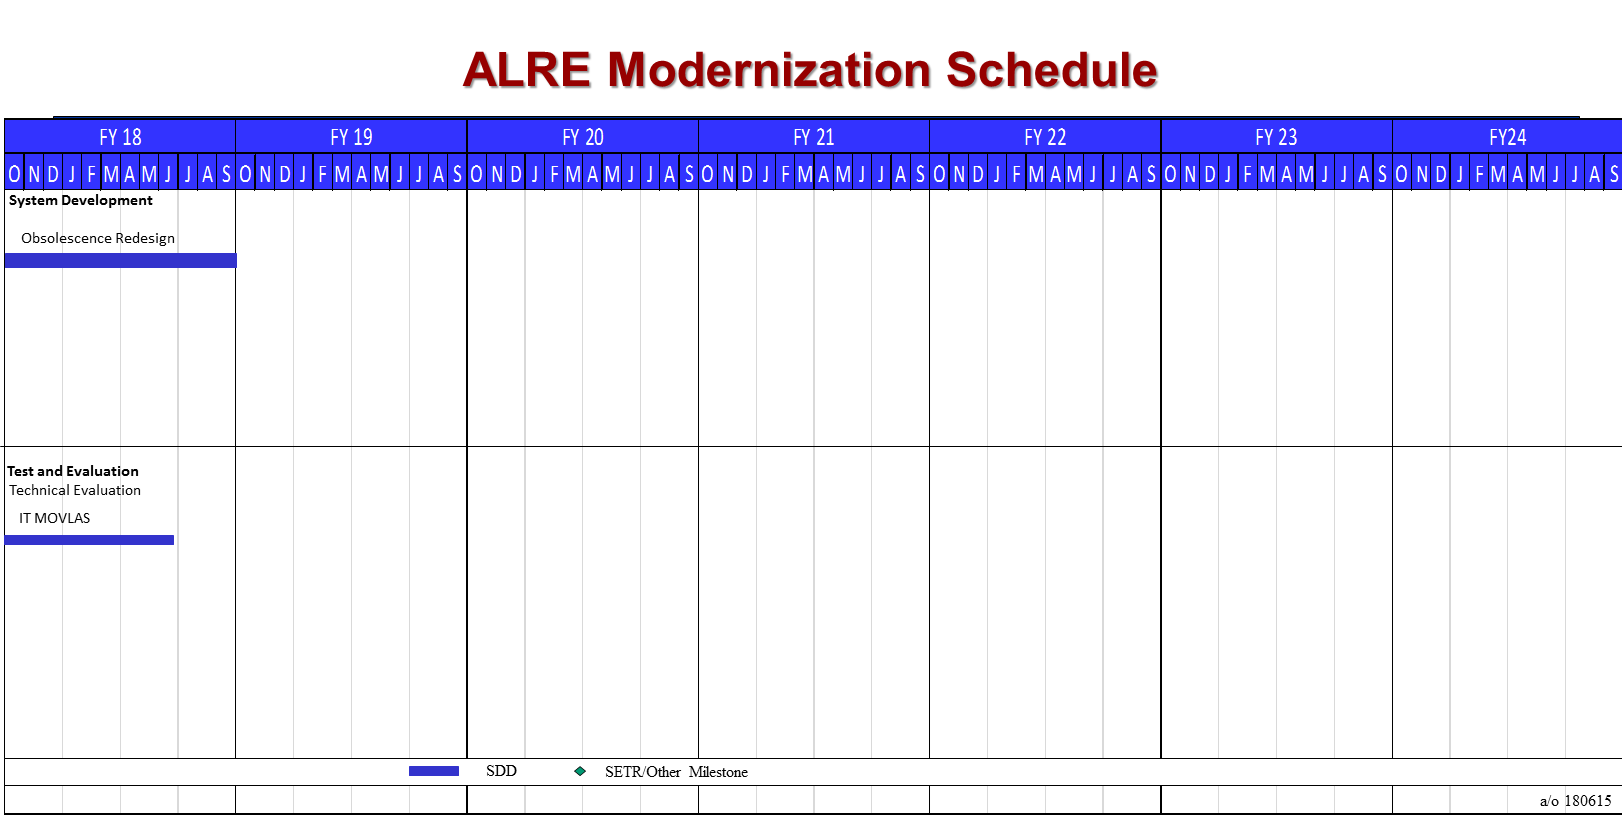 ALRE Modernization Schedule
FY 18 FY 19 FY 20 FY 21 FY 22 FY 23 FY24
O N D J F M A M J J A S O N D J F M A M J J A S O N D J F M A M J J A S O N D J F M A M J J A S O N D J F M A M J J A S O N D J F M A M J J A S O N D J F M A M J J A S
System Development
Obsolescence Redesign
Test and Evaluation
Technical Evaluation
IT MOVLAS
SDD SETR/Other Milestone
a/o 180615